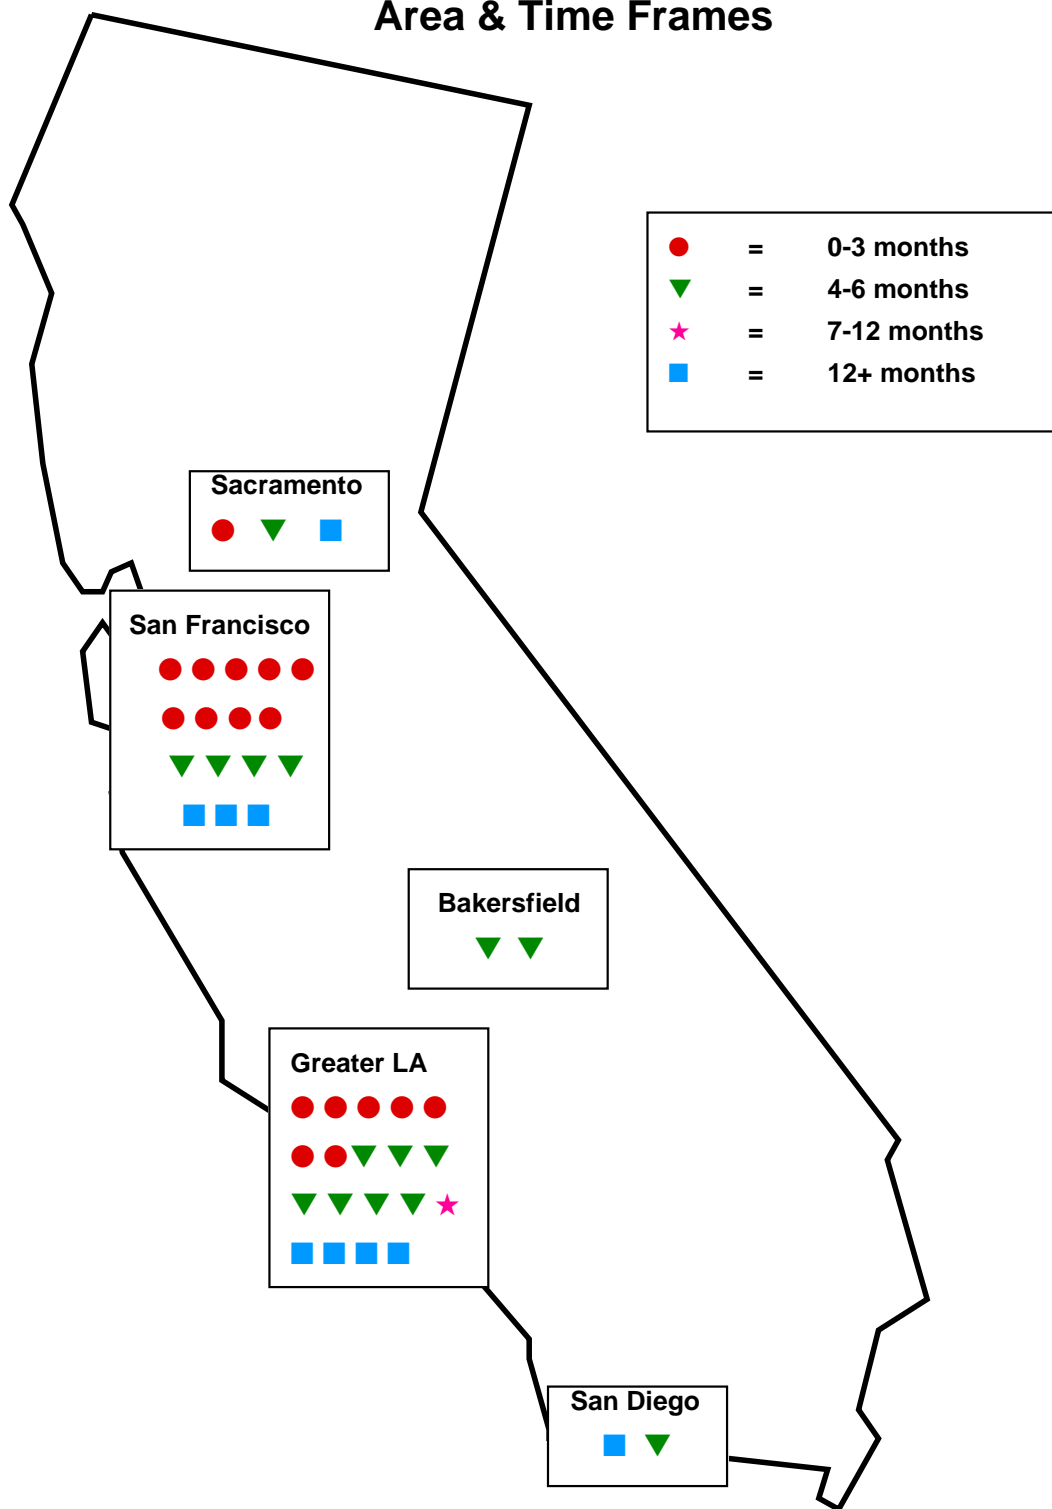 Area & Time Frames
= 0-3 months
= 4-6 months
= 7-12 months
= 12+ months
Sacramento
San Francisco
Bakersfield
Greater LA
San Diego